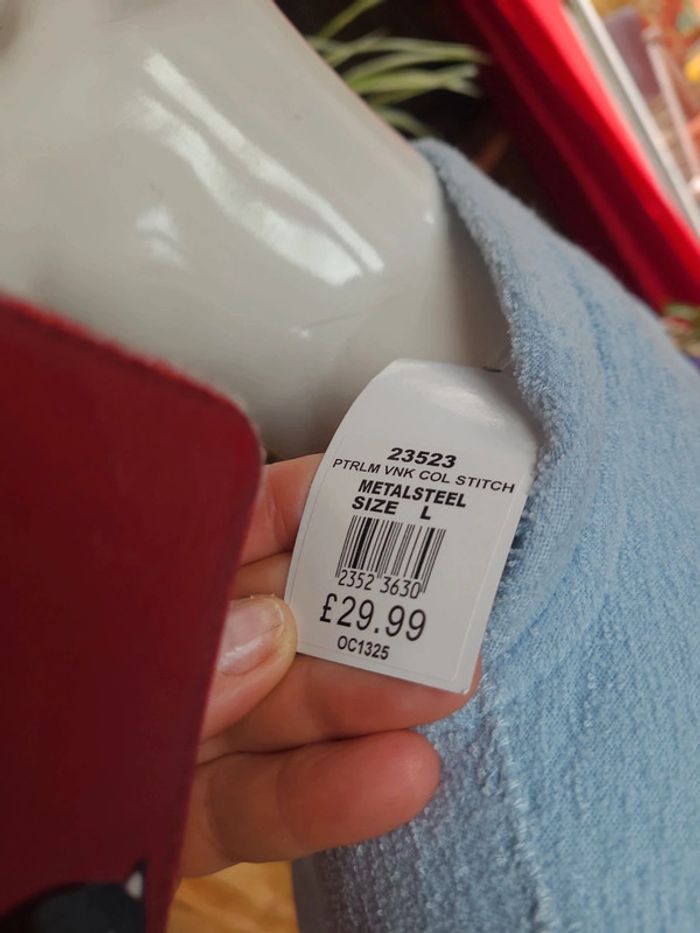 23523
PTRLM VNK COL STITCH
METALSTEEL
SIZE L
2352 3630
£29.99
OC1325